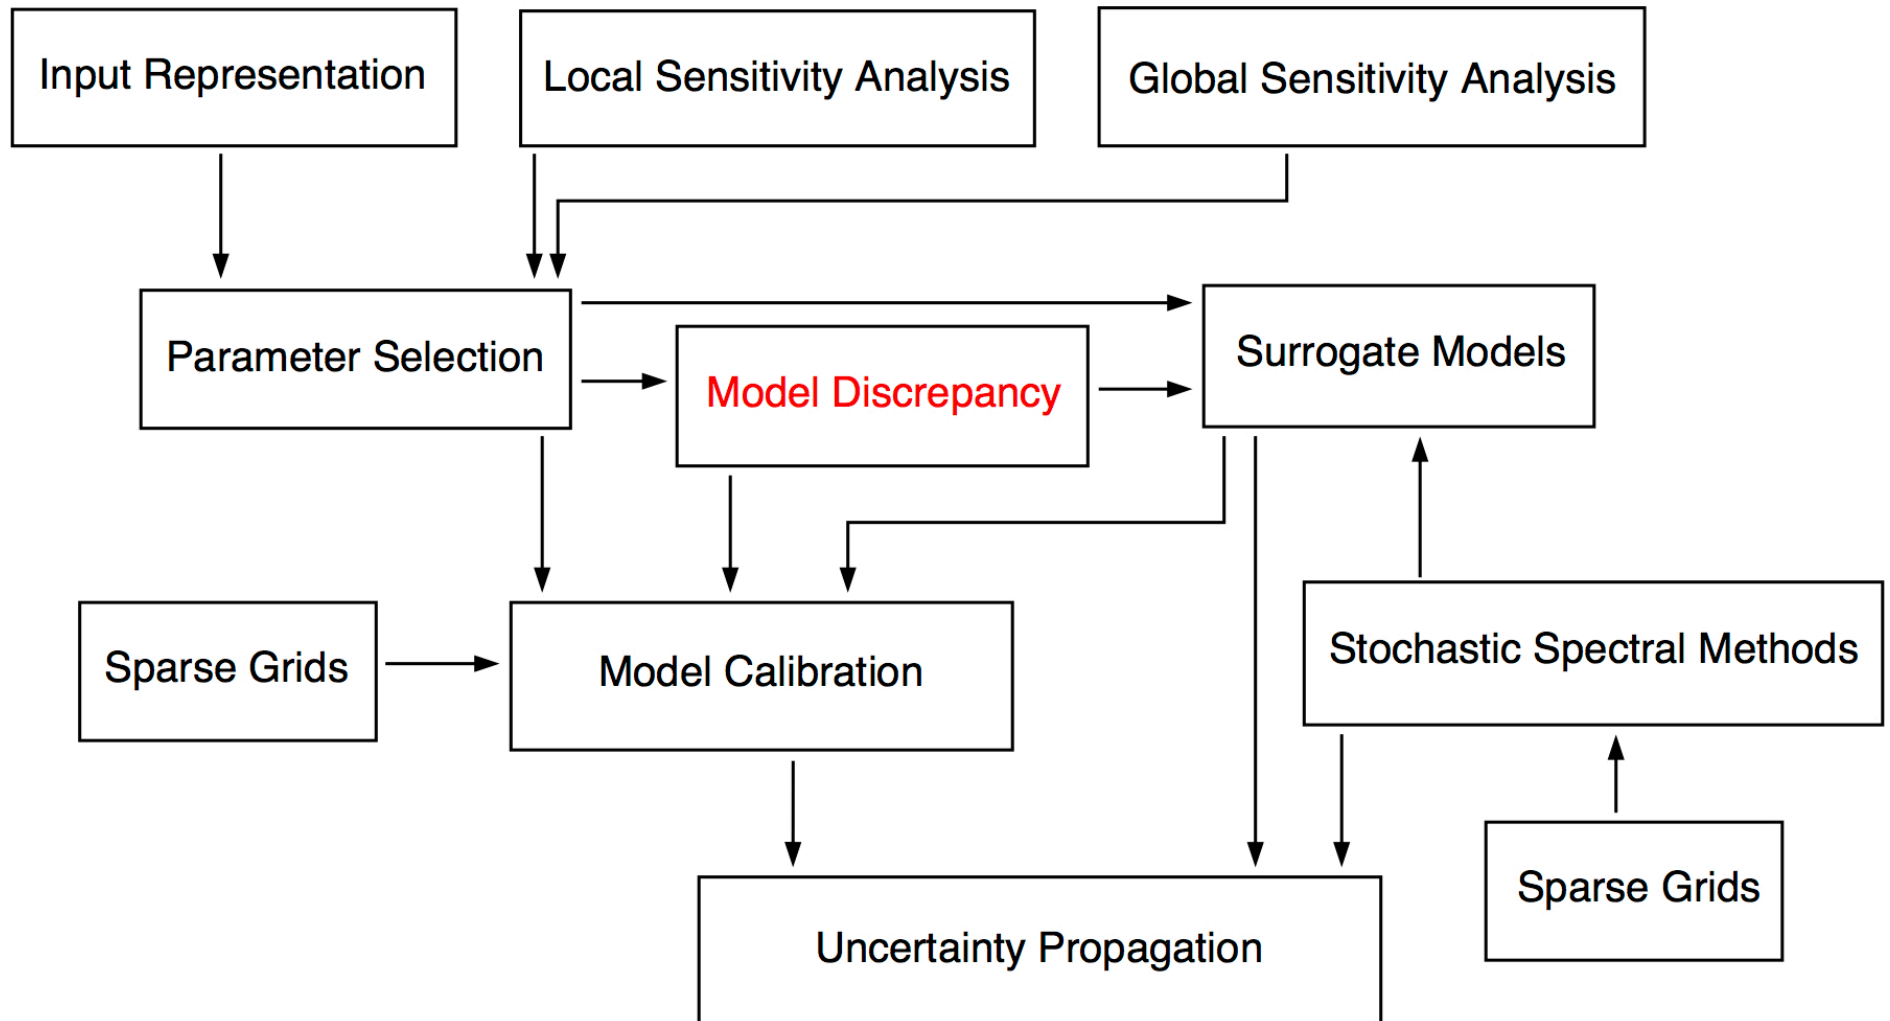 Input Representation
Local Sensitivity Analysis
Global Sensitivity Analysis
Parameter Selection
Model Discrepancy
Surrogate Models
Sparse Grids
Model Calibration
Stochastic Spectral Methods
Sparse Grids
Uncertainty Propagation